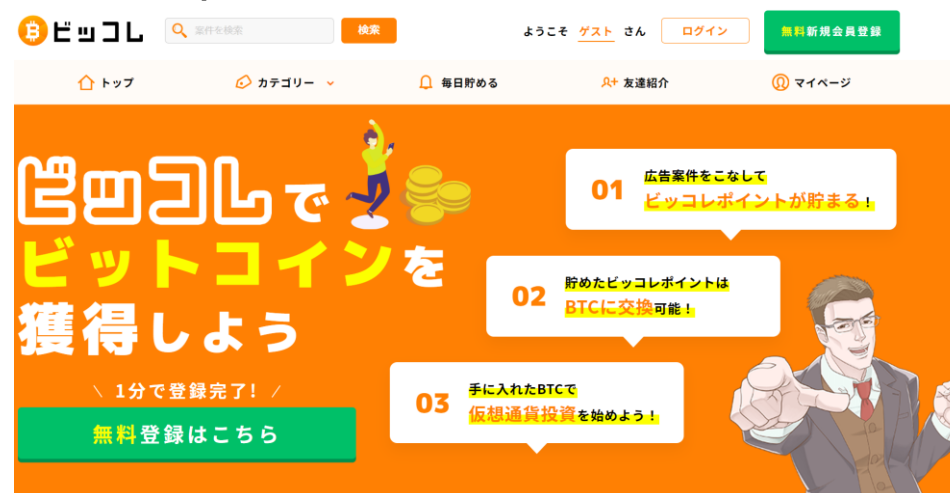 ビッコレ
案件を検索
検索
ようこそ ゲスト さん
ログイン
無料新規会員登録
トップ
カテゴリー
毎日貯める
友達紹介
マイページ
ビッコレで
ビットコインを
獲得しよう
\ 1分で登録完了! /
無料登録はこちら
01
広告案件をこなして
ビッコレポイントが貯まる！
02
貯めたビッコレポイントは
BTCに交換可能！
03
手に入れたBTCで
仮想通貨投資を始めよう！